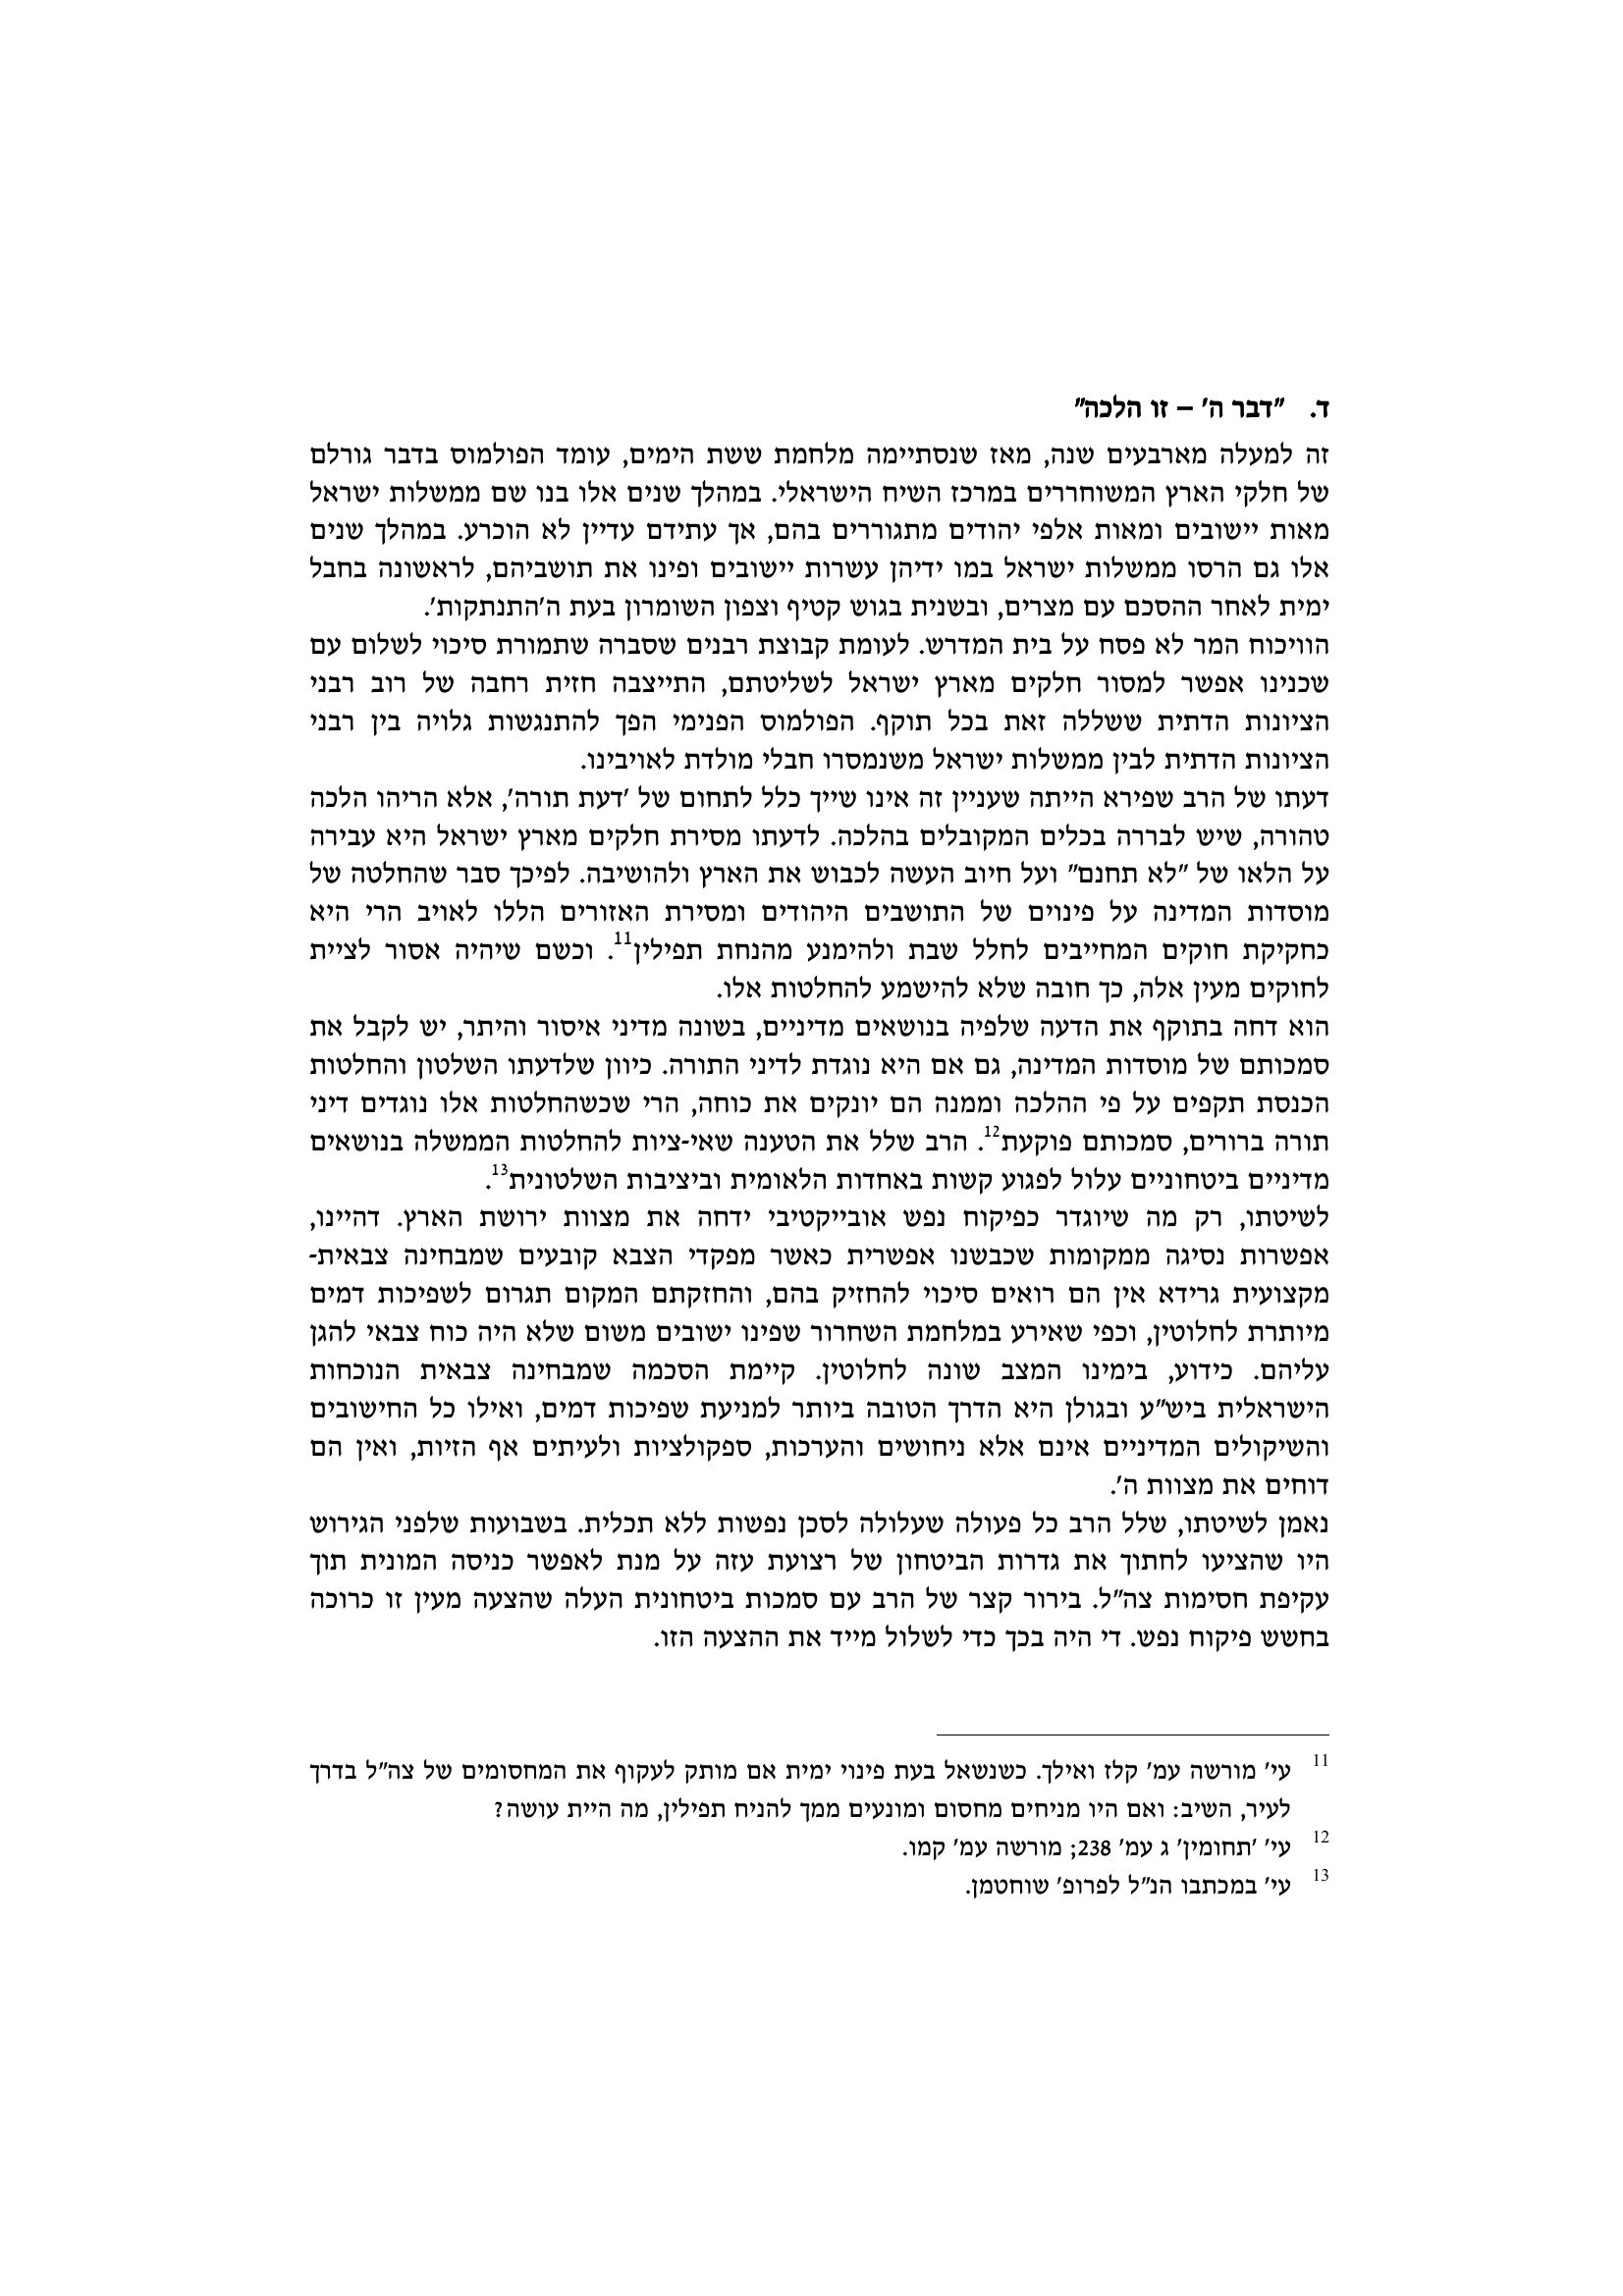 ד. "דבר ה' – זו הלכה"
זה למעלה מארבעים שנה, מאז שנסתיימה מלחמת ששת הימים, עומד הפולמוס בדבר גורלם
של חלקי הארץ המשוחררים במרכז השיח הישראלי. במהלך שנים אלו בנו שם ממשלות ישראל
מאות יישובים ומאות אלפי יהודים מתגוררים בהם, אך עתידם עדיין לא הוכרע. במהלך שנים
אלו גם הרסו ממשלות ישראל במו ידיהן עשרות יישובים ופינו את תושביהם, לראשונה בחבל
ימית לאחר ההסכם עם מצרים, ובשנית בגוש קטיף וצפון השומרון בעת ה'התנתקות'.
הוויכוח המר לא פסח על בית המדרש. לעומת קבוצת רבנים שסברה שתמורת סיכוי לשלום עם
שכנינו אפשר למסור חלקים מארץ ישראל לשליטתם, התייצבה חזית רחבה של רוב רבני
הציונות הדתית ששללה זאת בכל תוקף. הפולמוס הפנימי הפך להתנגשות גלויה בין רבני
הציונות הדתית לבין ממשלות ישראל משנמסרו חבלי מולדת לאויבינו.
דעתו של הרב שפירא הייתה שעניין זה אינו שייך כלל לתחום של 'דעת תורה', אלא הריהו הלכה
טהורה, שיש לבררה בכלים המקובלים בהלכה. לדעתו מסירת חלקים מארץ ישראל היא עבירה
על הלאו של "לא תחנם" ועל חיוב העשה לכבוש את הארץ ולהושיבה. לפיכך סבר שהחלטה של
מוסדות המדינה על פינוים של התושבים היהודים ומסירת האזורים הללו לאויב הרי היא
כחקיקת חוקים המחייבים לחלל שבת ולהימנע מהנחת תפילין11. וכשם שיהיה אסור לציית
לחוקים מעין אלה, כך חובה שלא להישמע להחלטות אלו.
הוא דחה בתוקף את הדעה שלפיה בנושאים מדיניים, בשונה מדיני איסור והיתר, יש לקבל את
סמכותם של מוסדות המדינה, גם אם היא נוגדת לדיני התורה. כיוון שלדעתו השלטון והחלטות
הכנסת תקפים על פי ההלכה וממנה הם יונקים את כוחה, הרי שכשהחלטות אלו נוגדים דיני
תורה ברורים, סמכותם פוקעת12. הרב שלל את הטענה שאי-ציות להחלטות הממשלה בנושאים
מדיניים ביטחוניים עלול לפגוע קשות באחדות הלאומית וביציבות השלטונית13.
לשיטתו, רק מה שיוגדר כפיקוח נפש אובייקטיבי ידחה את מצוות ירושת הארץ. דהיינו,
אפשרות נסיגה ממקומות שכבשנו אפשרית כאשר מפקדי הצבא קובעים שמבחינה צבאית-
מקצועית גרידא אין הם רואים סיכוי להחזיק בהם, והחזקתם המקום תגרום לשפיכות דמים
מיותרת לחלוטין, וכפי שאירע במלחמת השחרור שפינו ישובים משום שלא היה כוח צבאי להגן
עליהם. כידוע, בימינו המצב שונה לחלוטין. קיימת הסכמה שמבחינה צבאית הנוכחות
הישראלית ביש"ע ובגולן היא הדרך הטובה ביותר למניעת שפיכות דמים, ואילו כל החישובים
והשיקולים המדיניים אינם אלא ניחושים והערכות, ספקולציות ולעיתים אף הזיות, ואין הם
דוחים את מצוות ה'.
נאמן לשיטתו, שלל הרב כל פעולה שעלולה לסכן נפשות ללא תכלית. בשבועות שלפני הגירוש
היו שהציעו לחתוך את גדרות הביטחון של רצועת עזה על מנת לאפשר כניסה המונית תוך
עקיפת חסימות צה"ל. בירור קצר של הרב עם סמכות ביטחונית העלה שהצעה מעין זו כרוכה
בחשש פיקוח נפש. די היה בכך כדי לשלול מייד את ההצעה הזו.
11 עי' מורשה עמ' קלז ואילך. כשנשאל בעת פינוי ימית אם מותק לעקוף את המחסומים של צה"ל בדרך
לעיר, השיב: ואם היו מניחים מחסום ומונעים ממך להניח תפילין, מה היית עושה?
12 עי' 'תחומין' ג עמ' 238; מורשה עמ' קמו.
13 עי' במכתבו הנ"ל לפרופ' שוחטמן.